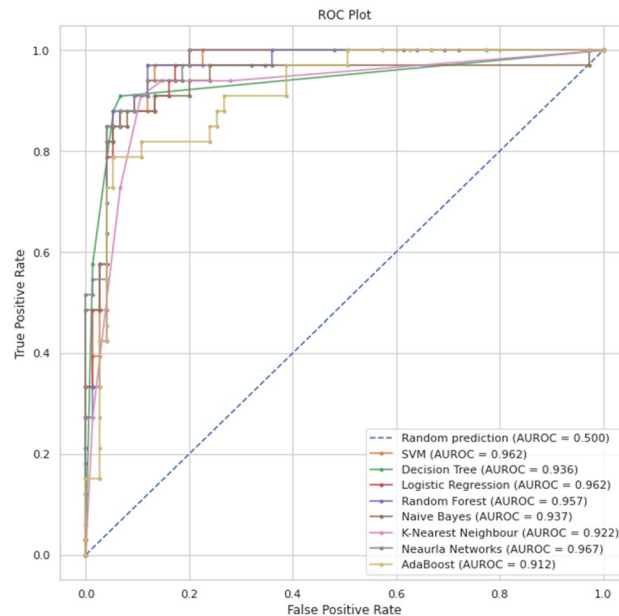 ROC Plot
1.0
0.8
0.6
0.4
0.2
0.0
True Positive Rate
0.0
0.2
0.4
0.6
0.8
1.0
False Positive Rate
Random prediction (AUROC = 0.500)
SVM (AUROC = 0.962)
Decision Tree (AUROC = 0.936)
Logistic Regression (AUROC = 0.962)
Random Forest (AUROC = 0.957)
Naive Bayes (AUROC = 0.937)
K-Nearest Neighbour (AUROC = 0.922)
Neaurla Networks (AUROC = 0.967)
AdaBoost (AUROC = 0.912)